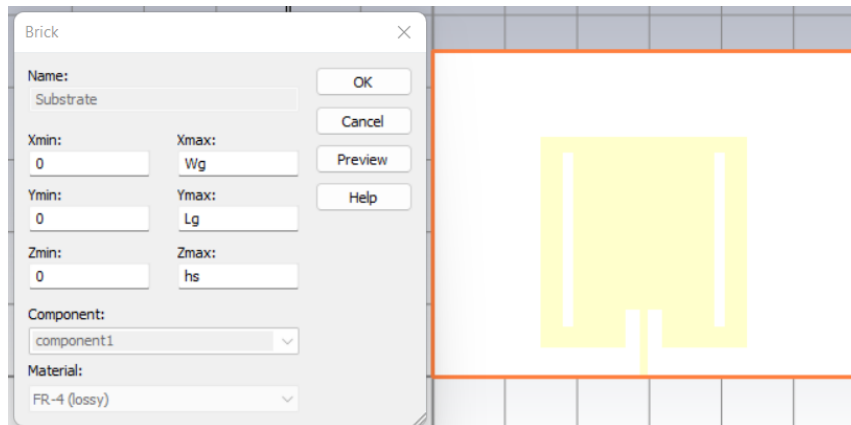 Brick
Name:
OK
Substrate
Cancel
Xmin:
Xmax:
0
Wg
Preview
Ymin:
Ymax:
Help
0
Lg
Zmin:
Zmax:
0
hs
Component:
component1
Material:
FR-4 (lossy)